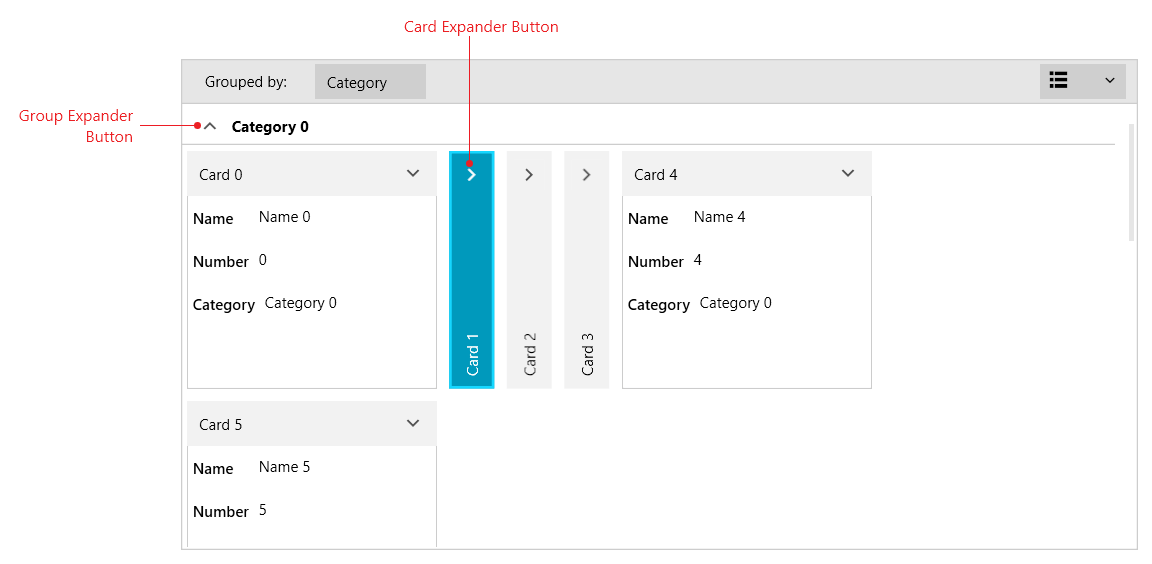 Card Expander Button
Grouped by:
Category
Group Expander
Button
Category 0
Card 0
Name
Name 0
Number
0
Category
Category 0
Card 1
Card 2
Card 3
Card 4
Name
Name 4
Number
4
Category
Category 0
Card 5
Name
Name 5
Number
5